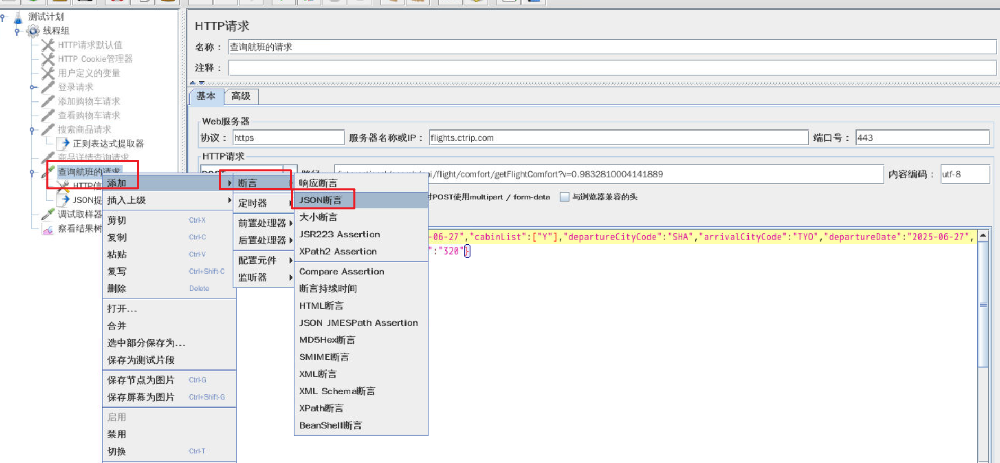 测试计划
线程组
HTTP请求默认值
HTTP Cookie管理器
用户定义的变量
登录请求
添加购物车请求
查看购物车请求
搜索商品请求
正则表达式提取器
商品详情查询请求
查询航班的请求
HTTP信
JSON提
调试取样器
察看结果树
添加
插入上级
剪切 Ctrl-X
复制 Ctrl-C
粘贴 Ctrl-V
复写 Ctrl+Shift-C
删除 Delete
打开...
合并
选中部分保存为...
保存为测试片段
保存节点为图片 Ctrl-G
保存屏幕为图片 Ctrl+Shift-G
启用
禁用
切换 Ctrl-T
断言
定时器
前置处理器
后置处理器
配置元件
监听器
响应断言
JSON断言
大小断言
JSR223 Assertion
XPath2 Assertion
Compare Assertion
断言持续时间
HTML断言
JSON JMESPath Assertion
MD5Hex断言
SMIME断言
XML断言
XML Schema断言
XPath断言
BeanShell断言
HTTP请求
名称： 查询航班的请求
注释：
基本 高级
Web服务器
协议： https 服务器名称或IP： flights.ctrip.com 端口号： 443
HTTP请求
pi/flight/comfort/getFlightComfort?v=0.9832810004141889 内容编码： utf-8
POST使用multipart / form-data 与浏览器兼容的头
-06-27","cabinList":["Y"],"departureCityCode":"SHA","arrivalCityCode":"TYO","departureDate":"2025-06-27",
":"320"}